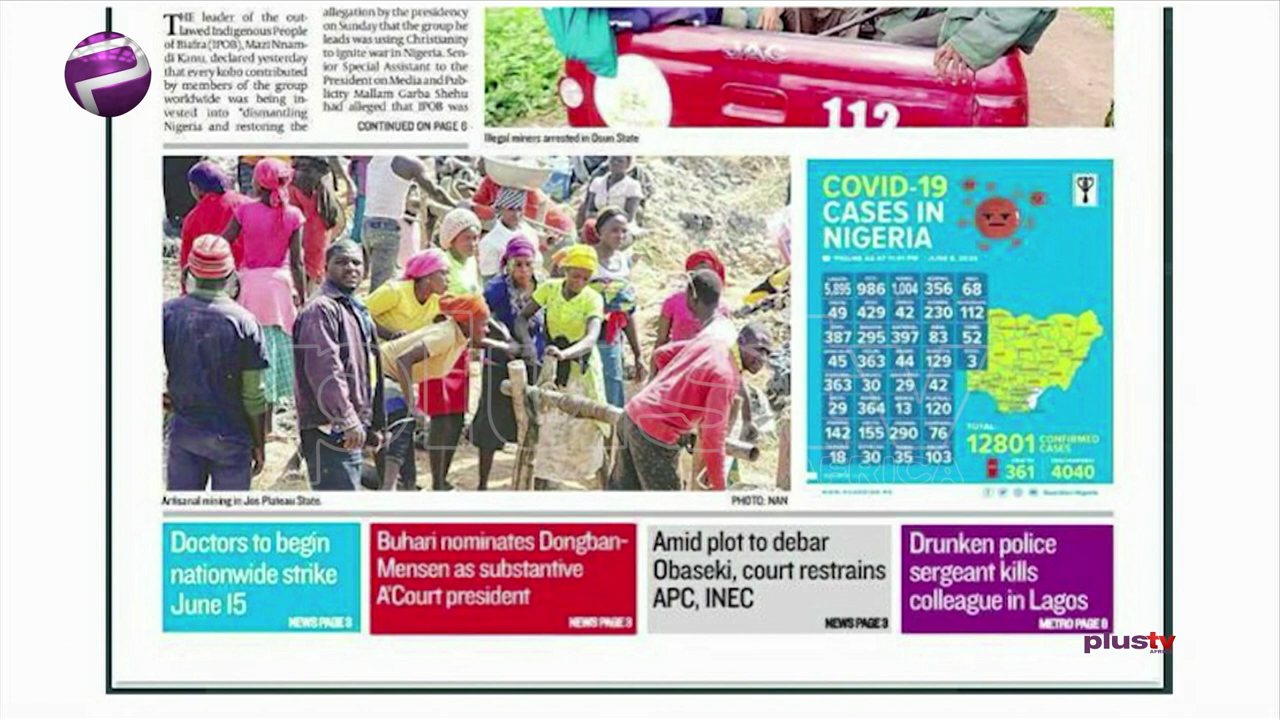 THE leader of the out-
lawed Indigenous People
of Biafra (IPOB), Mazi Nnam-
di Kanu, declared yesterday
that every kobo contributed
by members of the group
worldwide was being in-
vested into "dismantling
Nigeria and restoring the
allegation by the presidency
on Sunday that the group he
leads was using Christianity
to ignite war in Nigeria. Sen-
ior Special Assistant to the
President on Media and Pub-
licity Mallam Garba Shehu
had alleged that IPOB was
CONTINUED ON PAGE 6
JAC
112
Illegal miners arrested in Osun State
COVID-19
CASES IN
NIGERIA
5,895 986 1,004 356 68
49 429 42 230 112
387 295 397 83 52
45 363 44 129 3
363 30 29 42
29 364 13 120
142 155 290 76
18 30 35 103
TOTAL:
12801 CONFIRMED
CASES
361 4040
Artisanal mining in Jos Plateau State.
PHOTO: NAN
Doctors to begin
nationwide strike
June 15
NEWS PAGE 3
Buhari nominates Dongban-
Mensen as substantive
A'Court president
NEWS PAGE 3
Amid plot to debar
Obaseki, court restrains
APC, INEC
NEWS PAGE 3
Drunken police
sergeant kills
colleague in Lagos
METRO PAGE 8
plustv
AFRICA
plustv